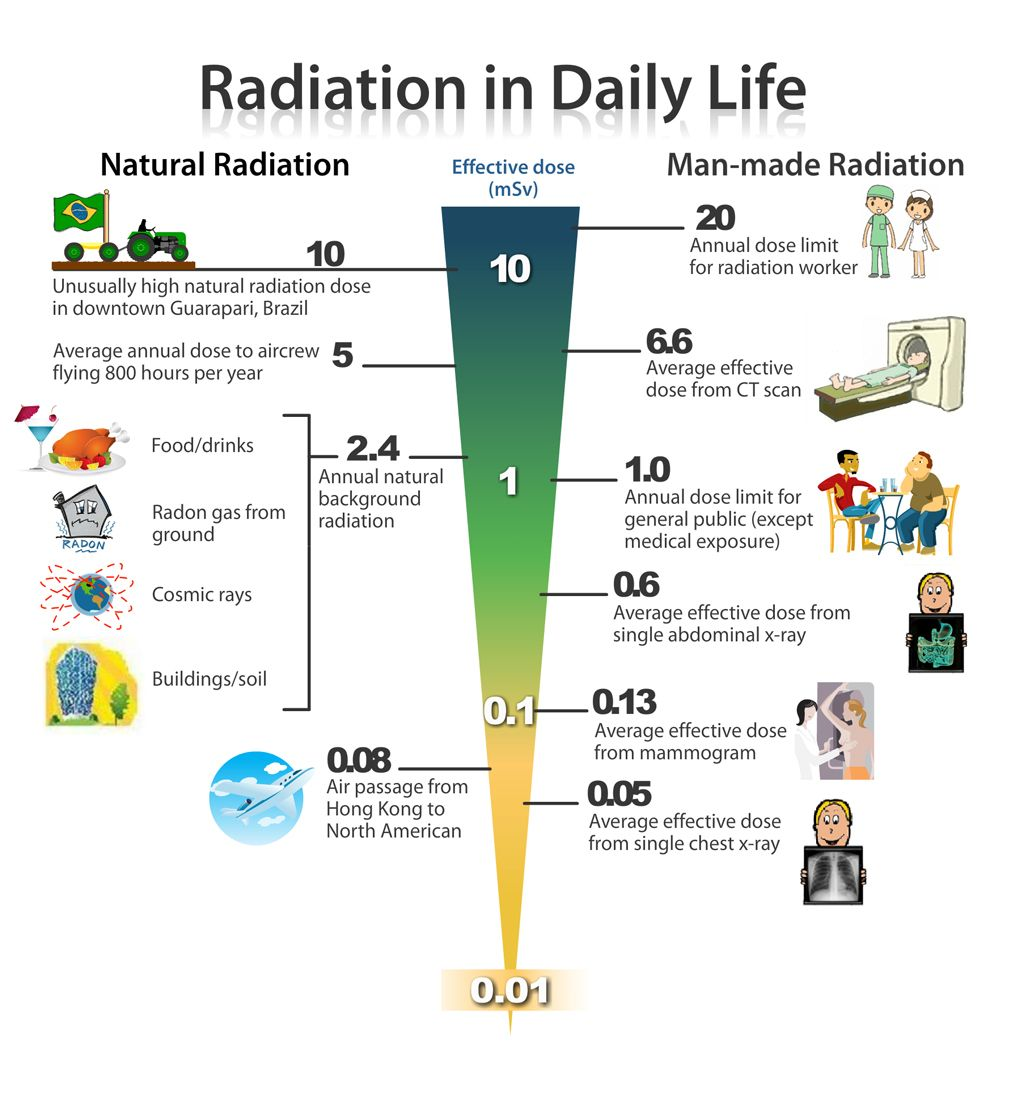 Radiation in Daily Life
Natural Radiation
Effective dose
(mSv)
Man-made Radiation
10
Unusually high natural radiation dose
in downtown Guarapari, Brazil
Average annual dose to aircrew
flying 800 hours per year
5
Food/drinks
Radon gas from
ground
RADON
Cosmic rays
Buildings/soil
2.4
Annual natural
background
radiation
0.08
Air passage from
Hong Kong to
North American
10
1
0.1
0.01
20
Annual dose limit
for radiation worker
6.6
Average effective
dose from CT scan
1.0
Annual dose limit for
general public (except
medical exposure)
0.6
Average effective dose from
single abdominal x-ray
0.13
Average effective dose
from mammogram
0.05
Average effective dose
from single chest x-ray